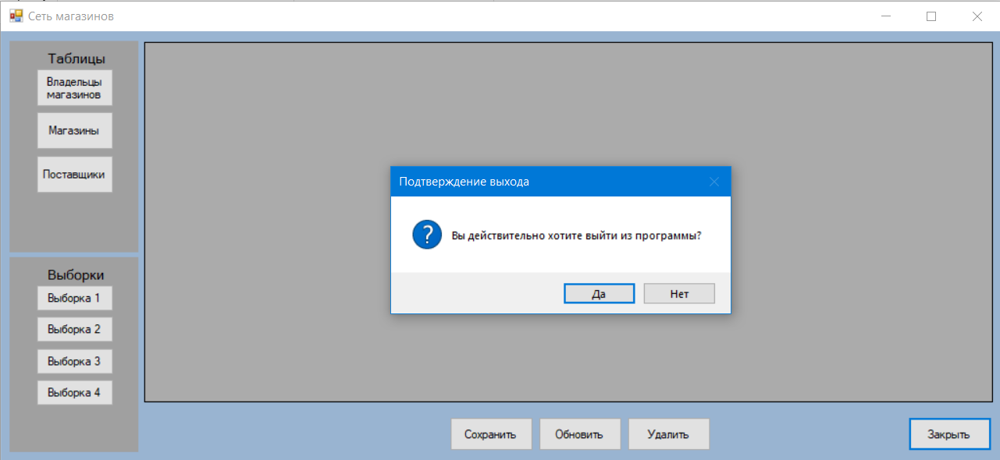 Сеть магазинов
Таблицы
Владельцы
магазинов
Магазины
Поставщики
Выборки
Выборка 1
Выборка 2
Выборка 3
Выборка 4
Подтверждение выхода
?
Вы действительно хотите выйти из программы?
Да
Нет
Сохранить
Обновить
Удалить
Закрыть